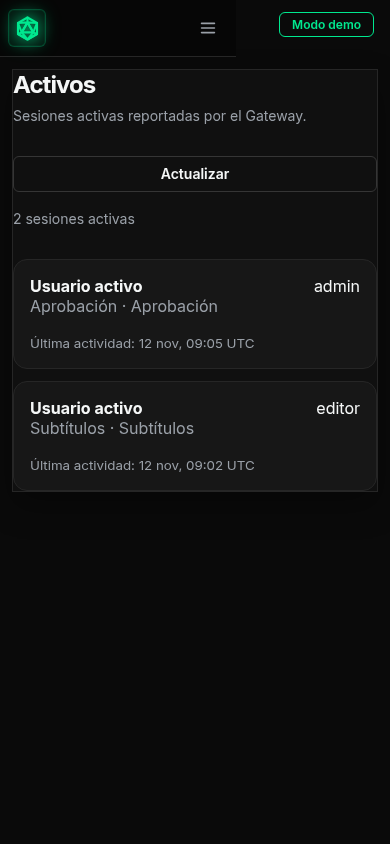 Modo demo
Activos
Sesiones activas reportadas por el Gateway.
Actualizar
2 sesiones activas
Usuario activo admin
Aprobación · Aprobación
Última actividad: 12 nov, 09:05 UTC
Usuario activo editor
Subtítulos · Subtítulos
Última actividad: 12 nov, 09:02 UTC